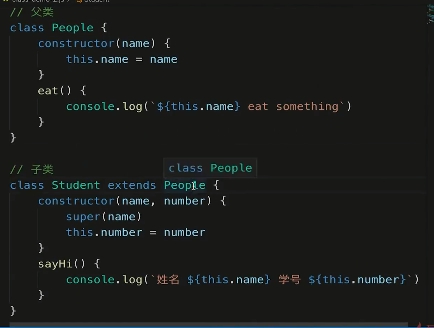 // 父类
class People {
    constructor(name) {
        this.name = name
    }
    eat() {
        console.log(`${this.name} eat something`)
    }
}
// 子类
class People
class Student extends People {
    constructor(name, number) {
        super(name)
        this.number = number
    }
    sayHi() {
        console.log(`姓名 ${this.name} 学号 ${this.number}`)
    }
}